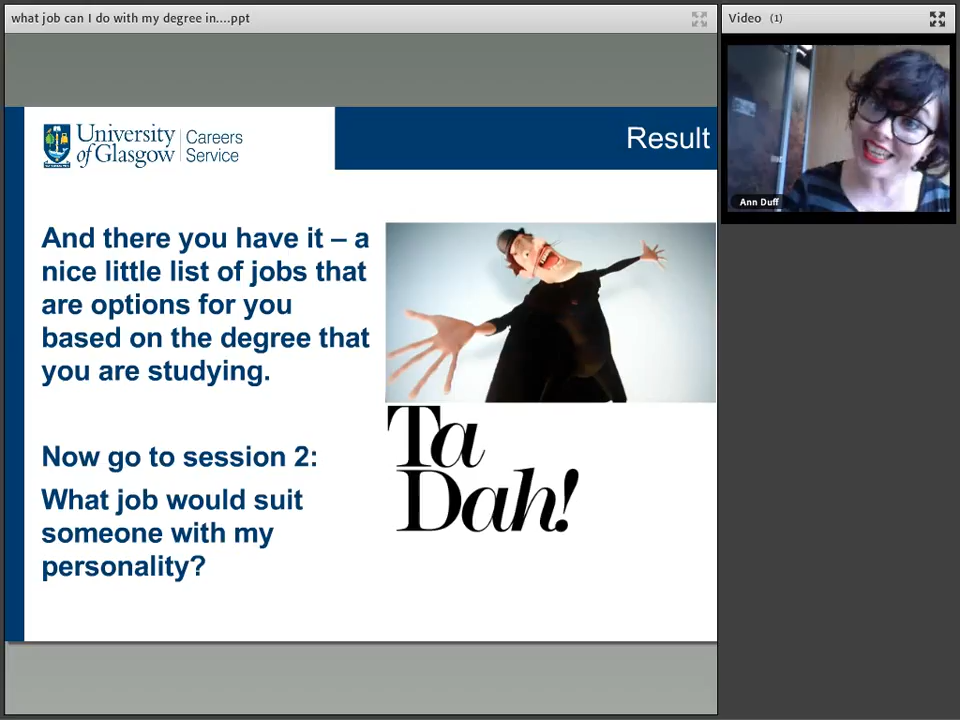 what job can I do with my degree in....ppt
Video (1)
University of Glasgow
Careers Service
Result
And there you have it – a
nice little list of jobs that
are options for you
based on the degree that
you are studying.
Now go to session 2:
What job would suit
someone with my
personality?
Ta
Dah!
Ann Duff